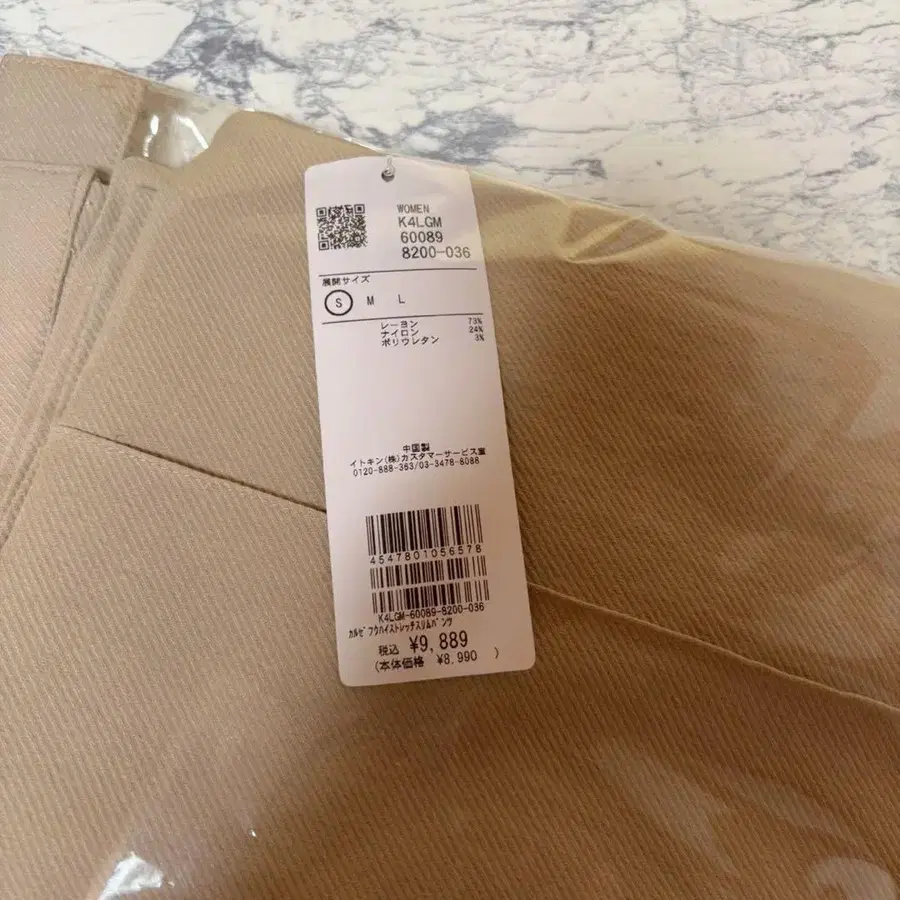 WOMEN
K4LGM
60089
8200-036
展開サイズ
S M L
レーヨン 73%
ナイロン 24%
ポリウレタン 3%
中国製
イトキン(株)カスタマーサービス室
0120-888-363/03-3478-8088
4547801056578
K4LGM-60089-8200-036
カルゼフウハイストレッチスリムパンツ
税込 ¥9,889
(本体価格 ¥8,990 )